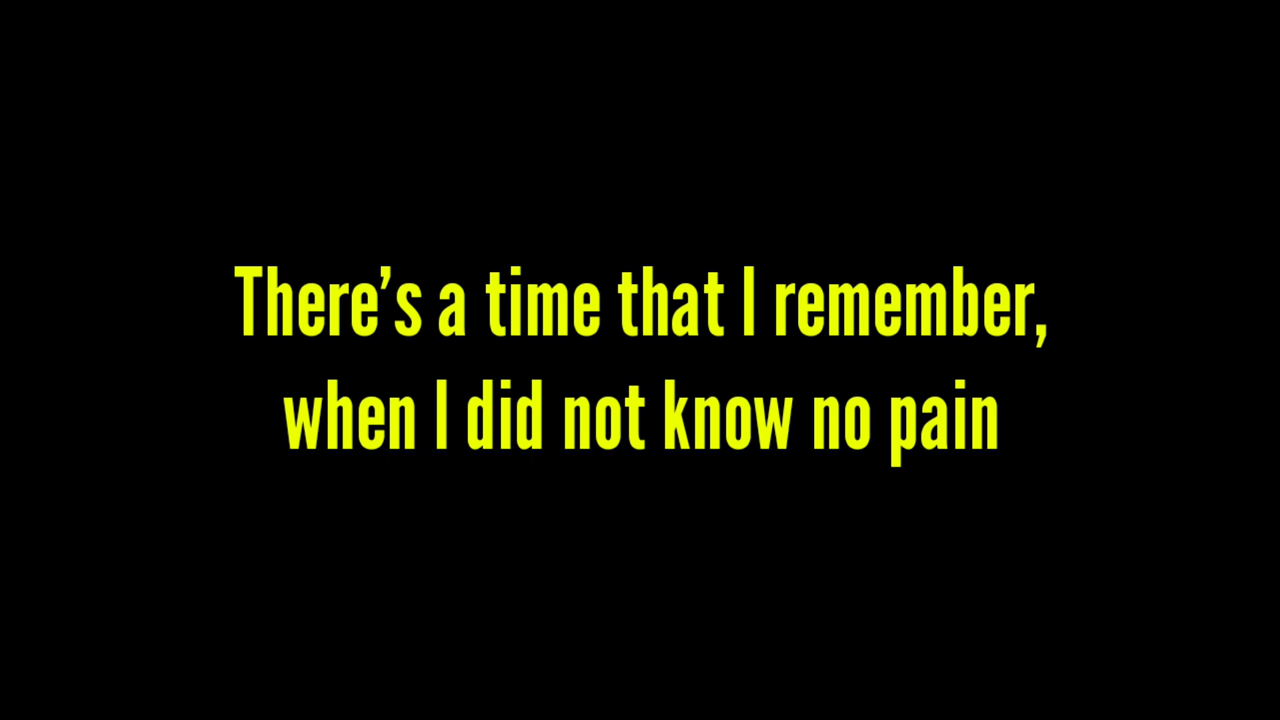 There’s a time that I remember,
when I did not know no pain